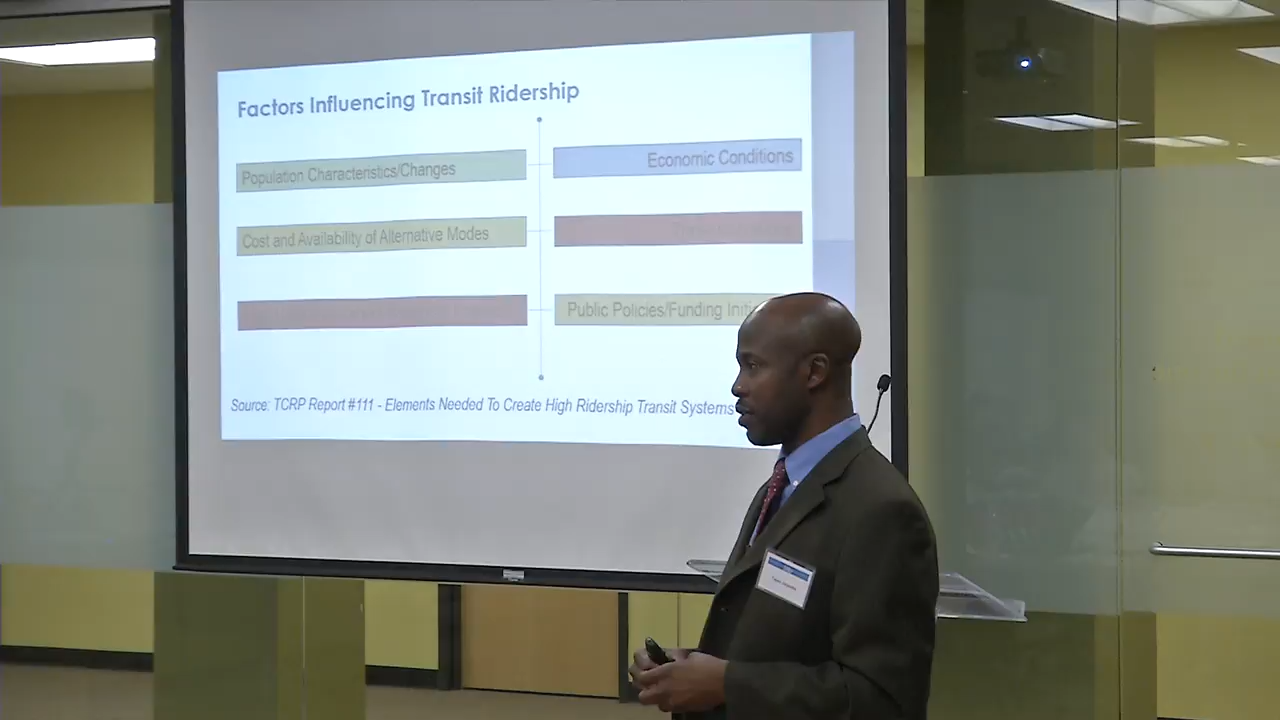 Factors Influencing Transit Ridership
Population Characteristics/Changes
Economic Conditions
Cost and Availability of Alternative Modes
Public Policies/Funding
Source: TCRP Report #111 - Elements Needed To Create High Ridership Transit Systems